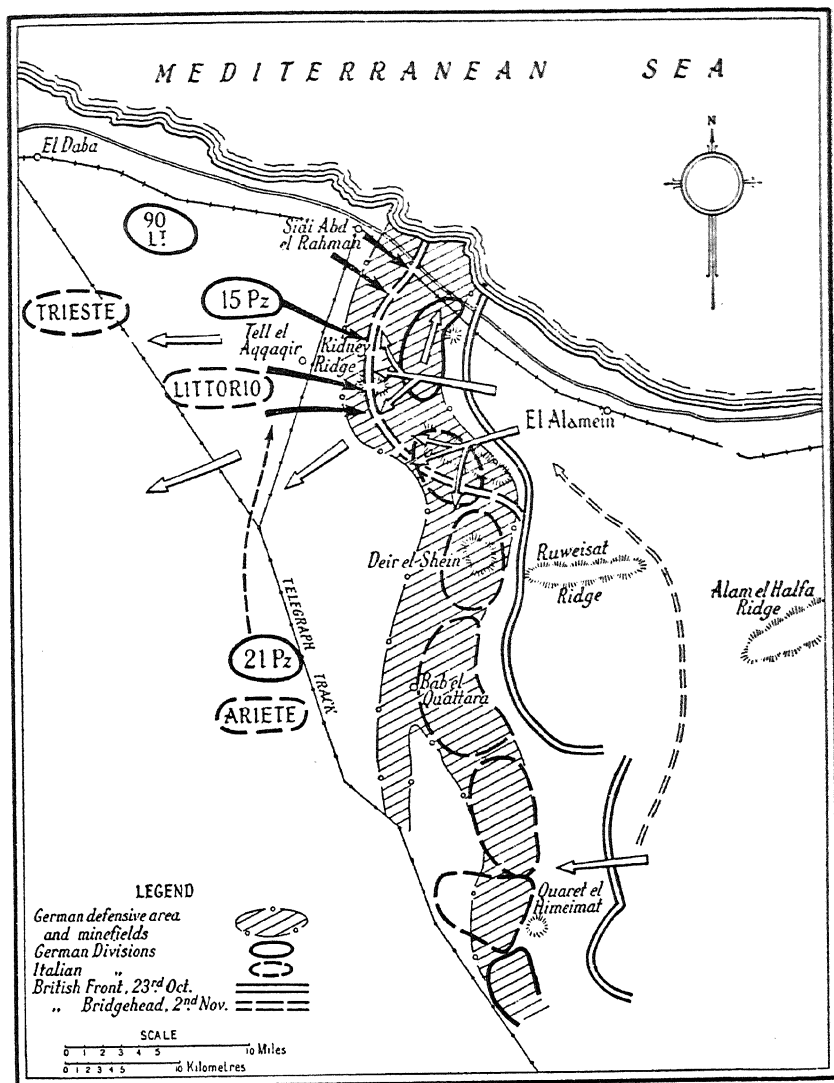 MEDITERRANEAN SEA
El Daba
N
90
LT
Sidi Abd
el Rahman
15 Pz
TRIESTE
Tell el
Aqqaqir
Kidney
Ridge
LITTORIO
El Alamein
Deir el Shein
Ruweisat
Ridge
Alam el Halfa
Ridge
TELEGRAPH TRACK
21 Pz
Bab el
Quattara
ARIETE
Quaret el
Himeimat
LEGEND
German defensive area
and minefields
German Divisions
Italian „
British Front, 23rd Oct.
„ Bridgehead, 2nd Nov.
SCALE
0 1 2 3 4 5 10 Miles
0 1 2 3 4 5 10 Kilometres